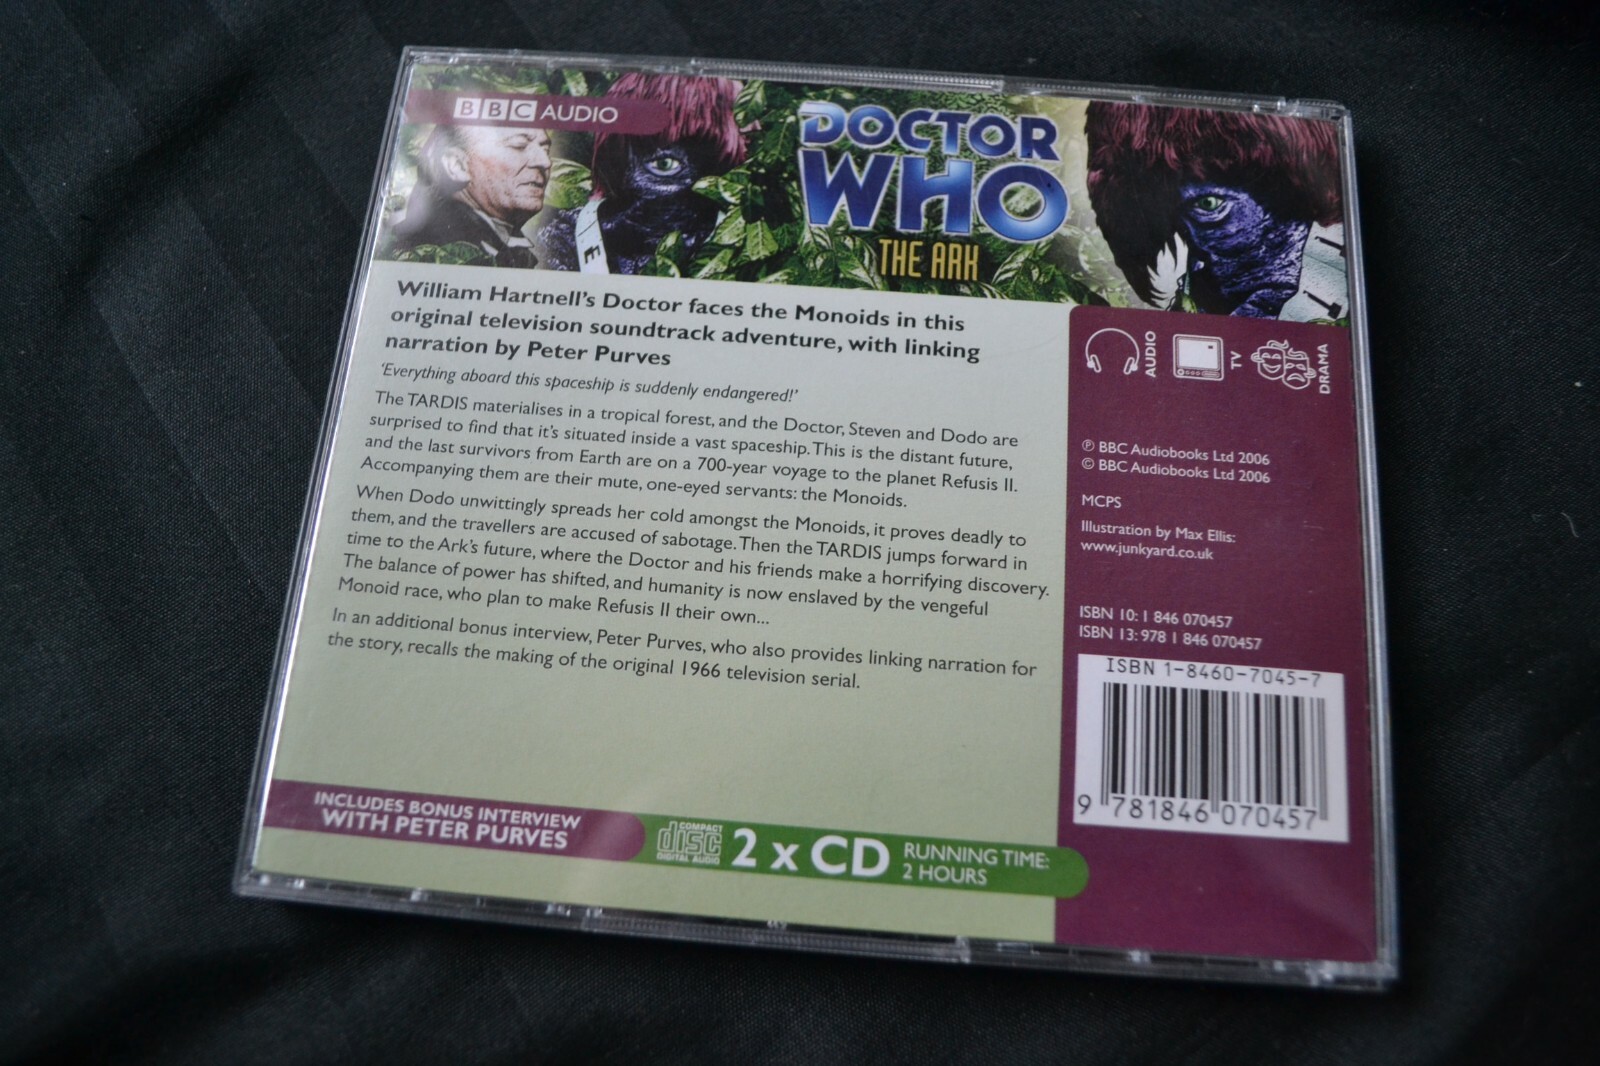 BBC AUDIO
DOCTOR
WHO
THE ARK
William Hartnell's Doctor faces the Monoids in this
original television soundtrack adventure, with linking
narration by Peter Purves
'Everything aboard this spaceship is suddenly endangered!'
The TARDIS materialises in a tropical forest, and the Doctor, Steven and Dodo are
surprised to find that it's situated inside a vast spaceship. This is the distant future,
and the last survivors from Earth are on a 700-year voyage to the planet Refusis II.
Accompanying them are their mute, one-eyed servants: the Monoids.
When Dodo unwittingly spreads her cold amongst the Monoids, it proves deadly to
them, and the travellers are accused of sabotage. Then the TARDIS jumps forward in
time to the Ark's future, where the Doctor and his friends make a horrifying discovery.
The balance of power has shifted, and humanity is now enslaved by the vengeful
Monoid race, who plan to make Refusis II their own...
In an additional bonus interview, Peter Purves, who also provides linking narration for
the story, recalls the making of the original 1966 television serial.
INCLUDES BONUS INTERVIEW
WITH PETER PURVES
COMPACT
disc
DIGITAL AUDIO
2 x CD
RUNNING TIME:
2 HOURS
AUDIO
TV
DRAMA
℗ BBC Audiobooks Ltd 2006
© BBC Audiobooks Ltd 2006
MCPS
Illustration by Max Ellis:
www.junkyard.co.uk
ISBN 10: 1 846 070457
ISBN 13: 978 1 846 070457
ISBN 1-8460-7045-7
9 781846 070457